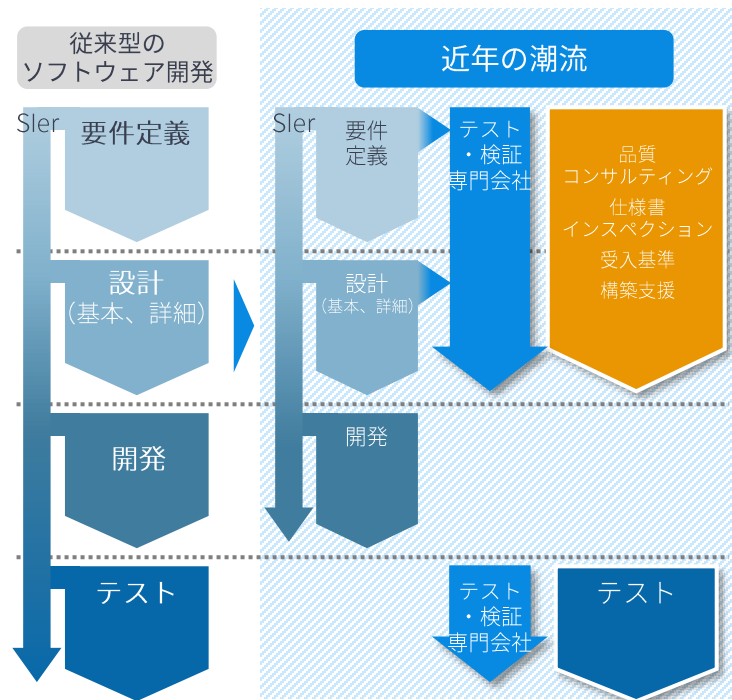 従来型の
ソフトウェア開発
SIer
要件定義
設計
（基本、詳細）
開発
テスト
近年の潮流
SIer
要件
定義
設計
（基本、詳細）
開発
テスト
・検証
専門会社
品質
コンサルティング
仕様書
インスペクション
受入基準
構築支援
テスト
・検証
専門会社
テスト